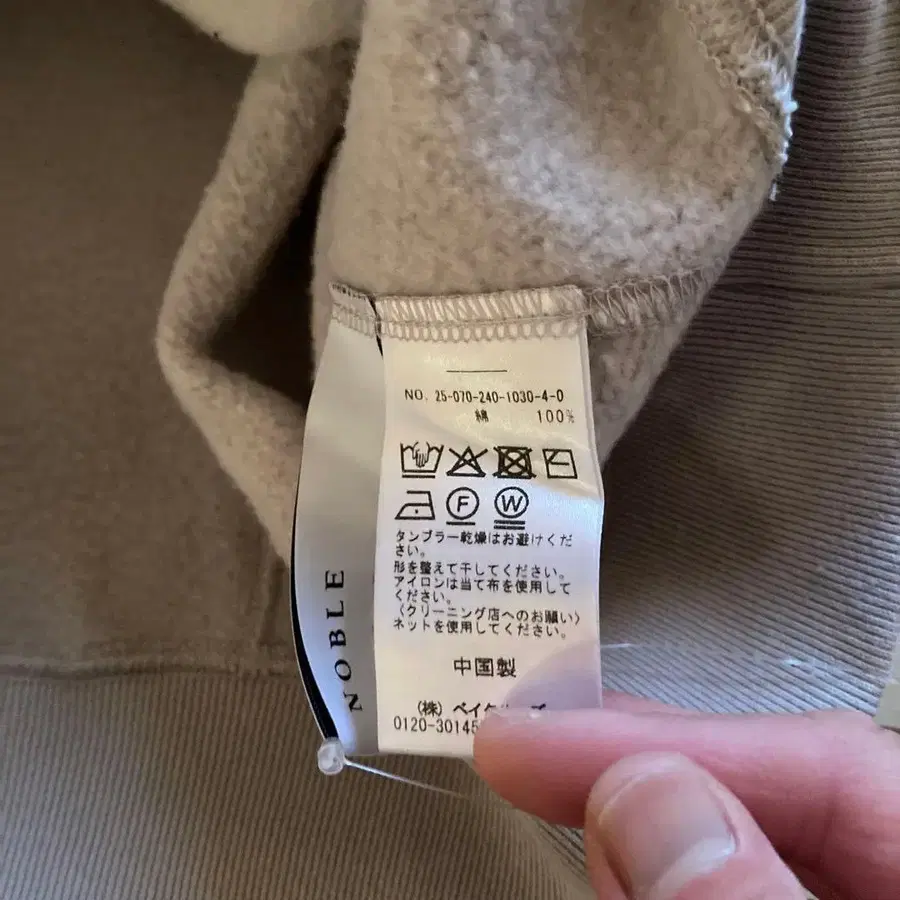 NO. 25-070-240-1030-4-0
綿 100%
F W
タンブラー乾燥はお避けくだ
さい。
形を整えて干してください。
アイロンは当て布を使用して
ください。
〈クリーニング店へのお願い〉
ネットを使用してください。
中国製
(株) ベイク
0120-30145
NOBLE